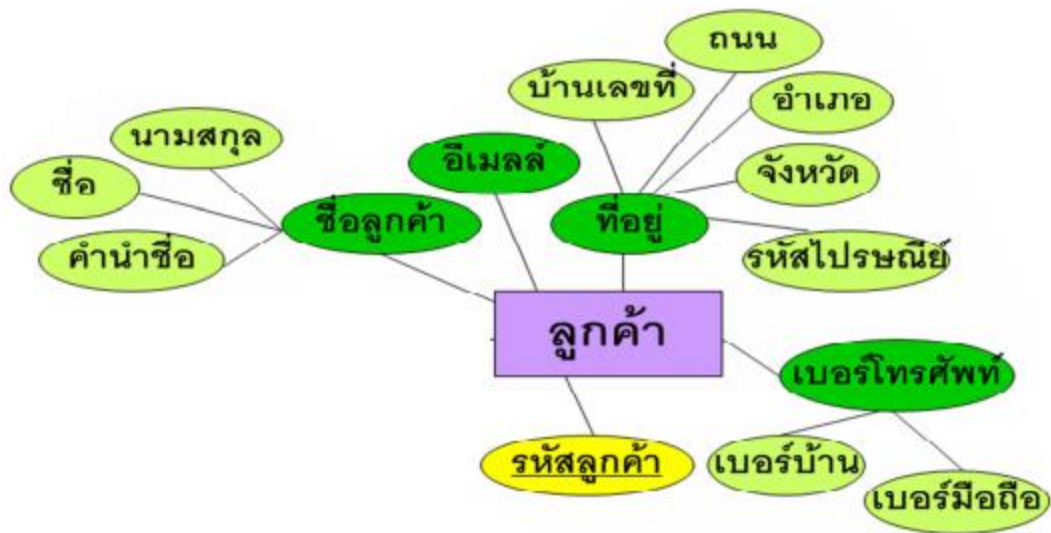 ถนน
บ้านเลขที่
อำเภอ
นามสกุล
อีเมลล์
จังหวัด
ชื่อ
ชื่อลูกค้า
ที่อยู่
คำนำชื่อ
รหัสไปรษณีย์
ลูกค้า
เบอร์โทรศัพท์
รหัสลูกค้า
เบอร์บ้าน
เบอร์มือถือ